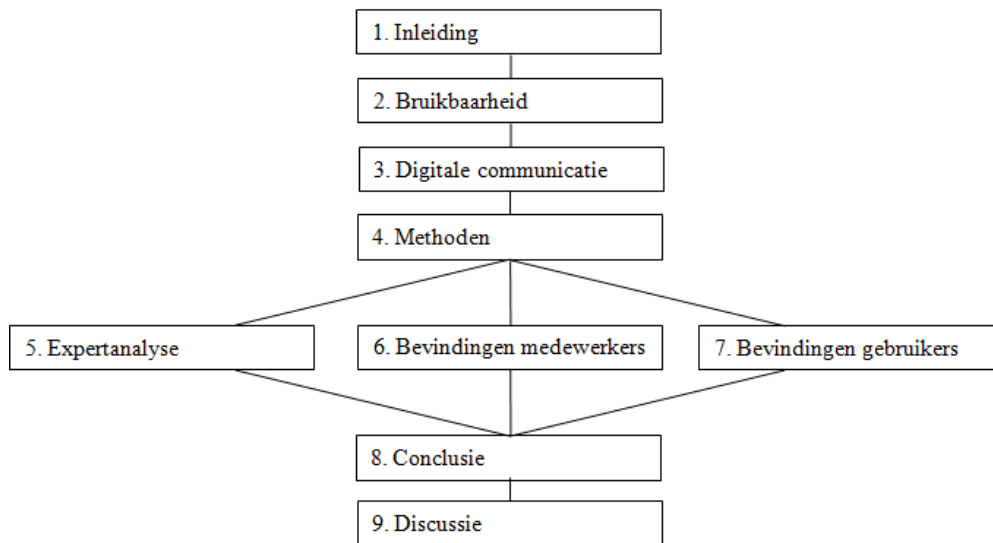 1. Inleiding
2. Bruikbaarheid
3. Digitale communicatie
4. Methoden
5. Expertanalyse
6. Bevindingen medewerkers
7. Bevindingen gebruikers
8. Conclusie
9. Discussie